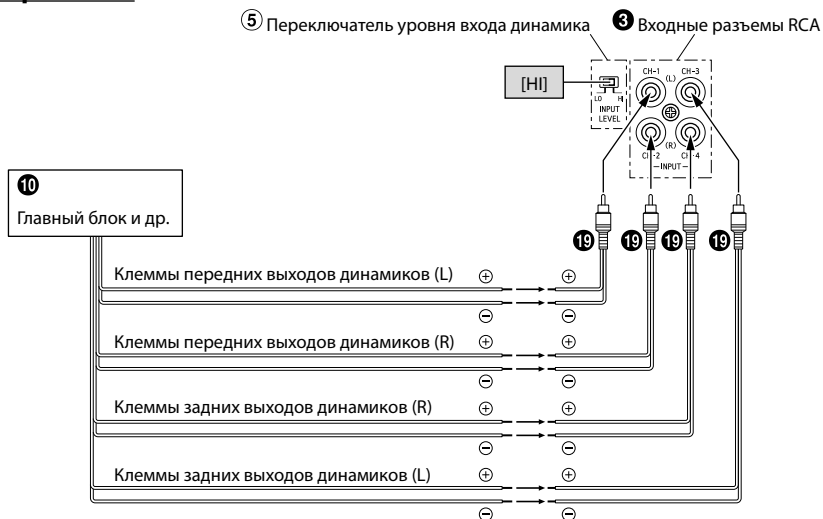 ⑤ Переключатель уровня входа динамика
❸ Входные разъемы RCA
[HI]
CH-1 (L) CH-3
LO HI
INPUT LEVEL
(R)
CH-2 CH-4
INPUT
❿
Главный блок и др.
⓳ ⓳ ⓳ ⓳
Клеммы передних выходов динамиков (L) ⊕ ⊕
⊖ ⊖
Клеммы передних выходов динамиков (R) ⊕ ⊕
⊖ ⊖
Клеммы задних выходов динамиков (R) ⊕ ⊕
⊖ ⊖
Клеммы задних выходов динамиков (L) ⊕ ⊕
⊖ ⊖